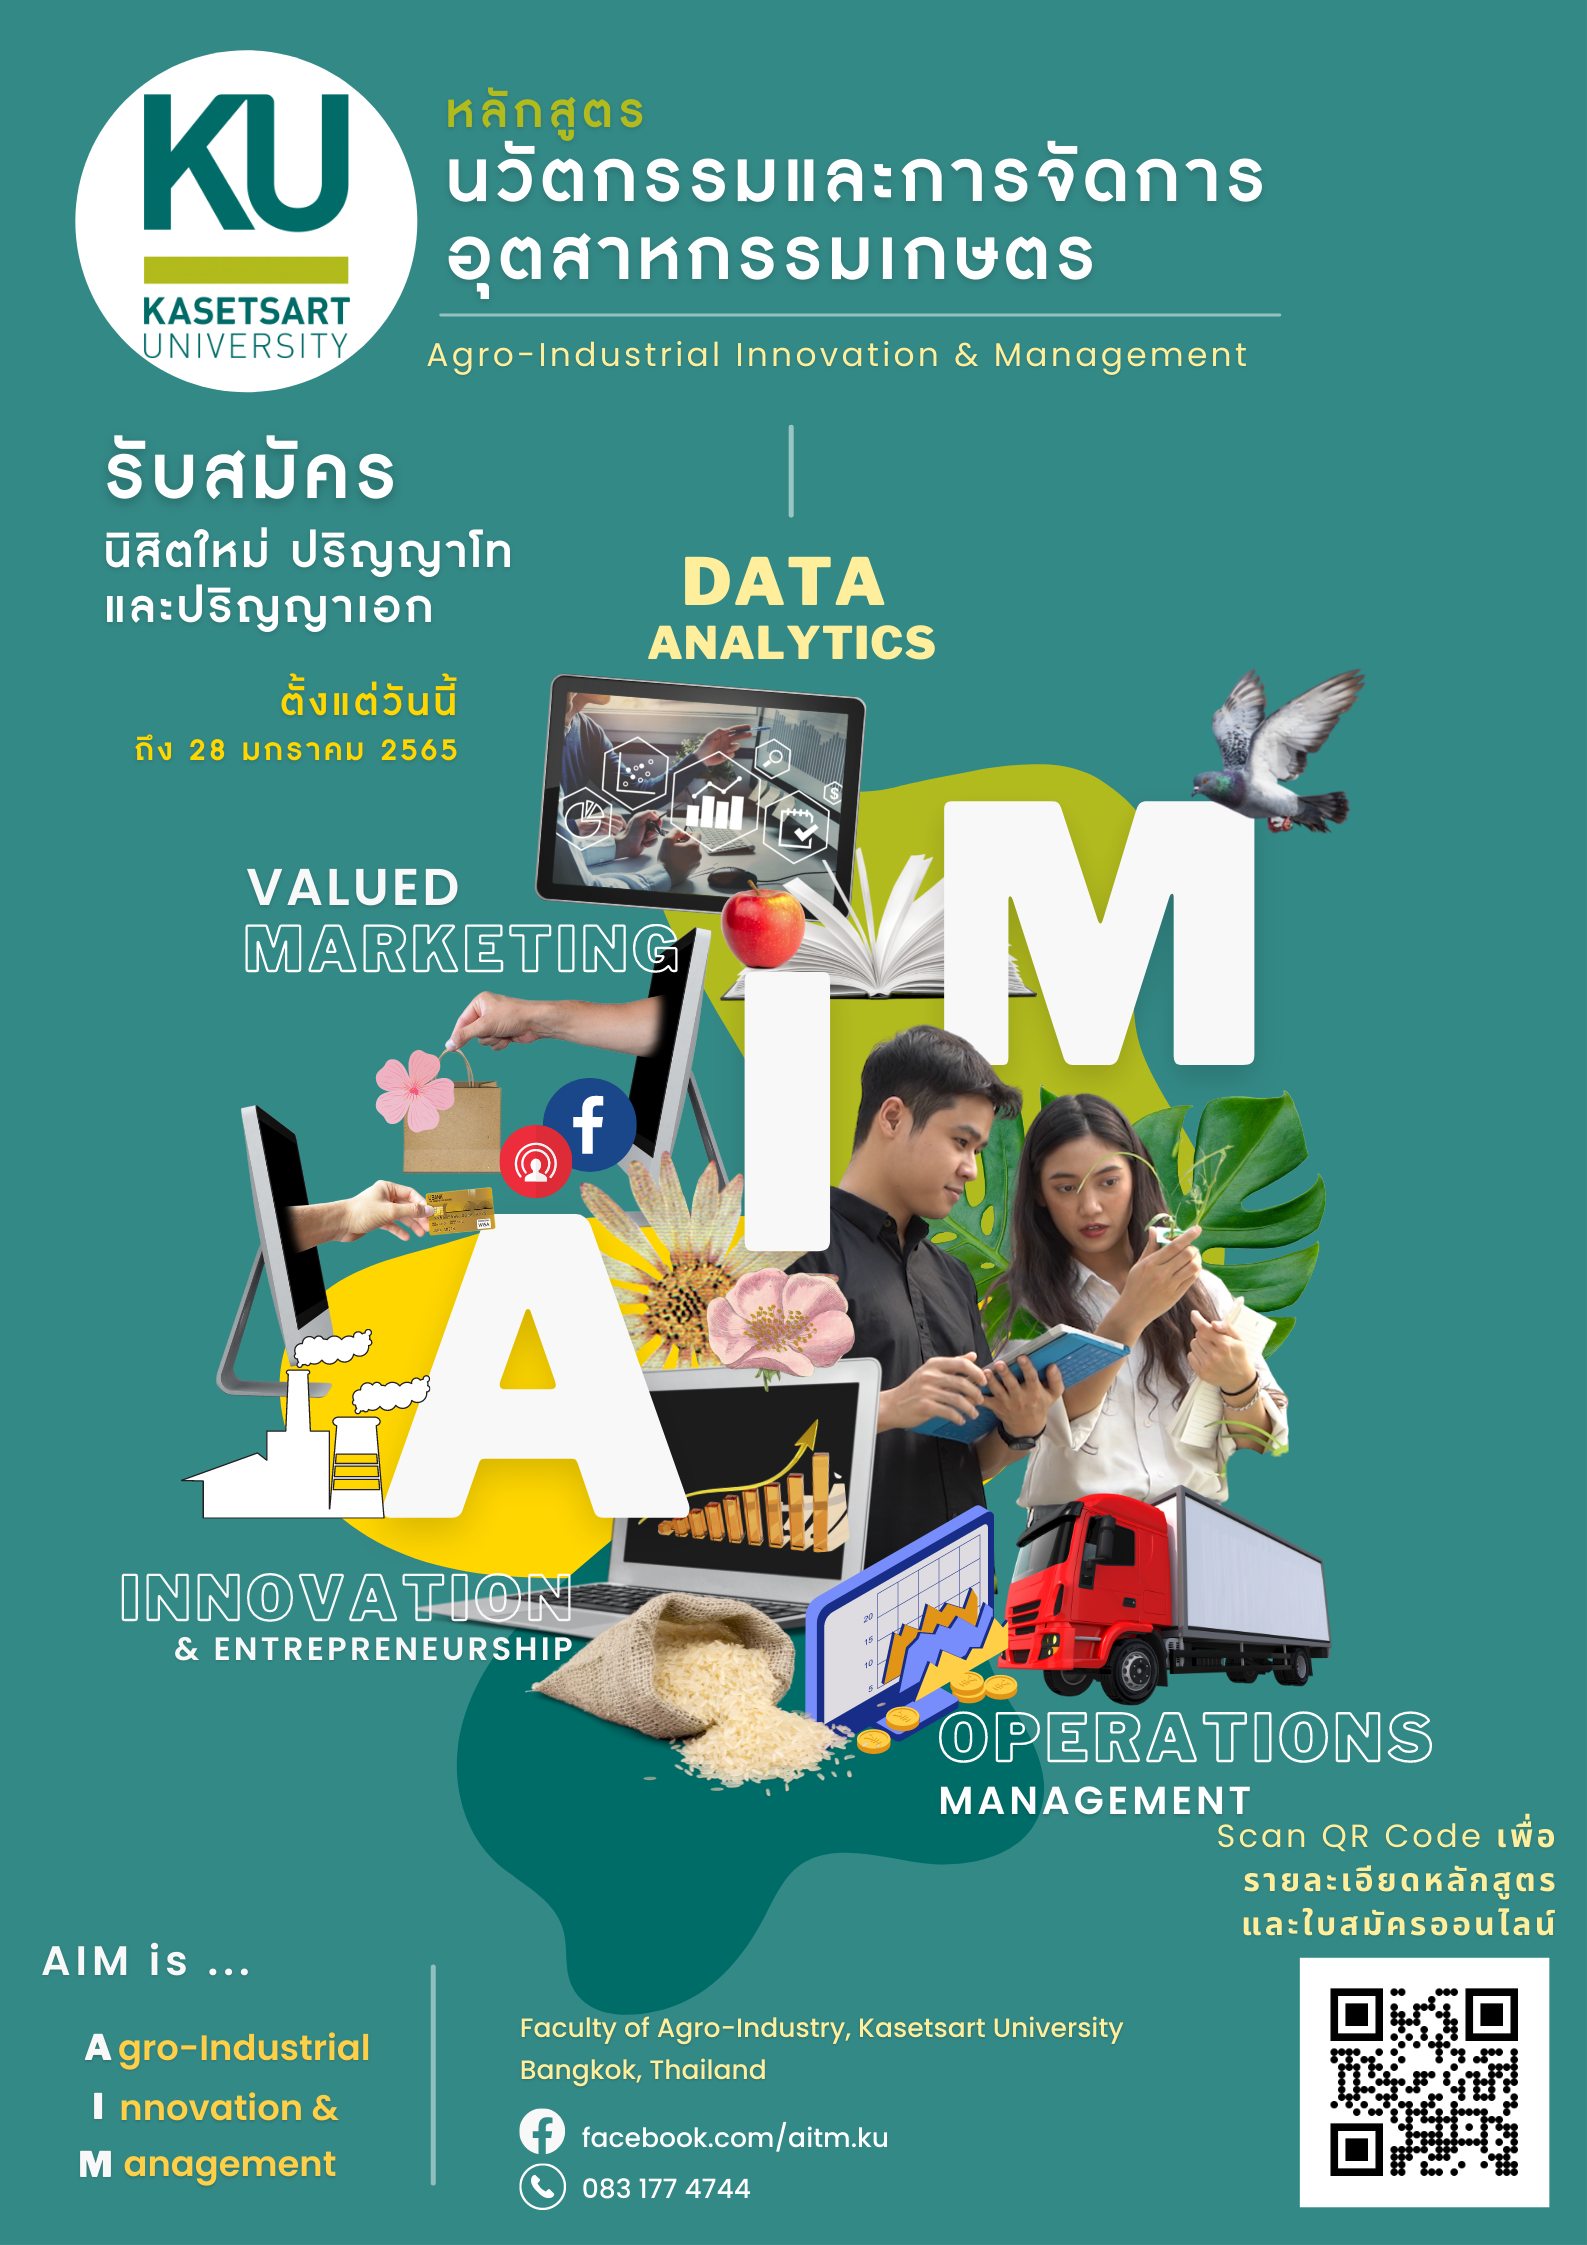 KU
KASETSART
UNIVERSITY
หลักสูตร
นวัตกรรมและการจัดการ
อุตสาหกรรมเกษตร
Agro-Industrial Innovation & Management
รับสมัคร
นิสิตใหม่ ปริญญาโท
และปริญญาเอก
ตั้งแต่วันนี้
ถึง 28 มกราคม 2565
DATA
ANALYTICS
VALUED
MARKETING
A
I
M
INNOVATION
& ENTREPRENEURSHIP
20
15
10
5
OPERATIONS
MANAGEMENT
Scan QR Code เพื่อ
รายละเอียดหลักสูตร
และใบสมัครออนไลน์
AIM is ...
Agro-Industrial
Innovation &
Management
Faculty of Agro-Industry, Kasetsart University
Bangkok, Thailand
facebook.com/aitm.ku
083 177 4744